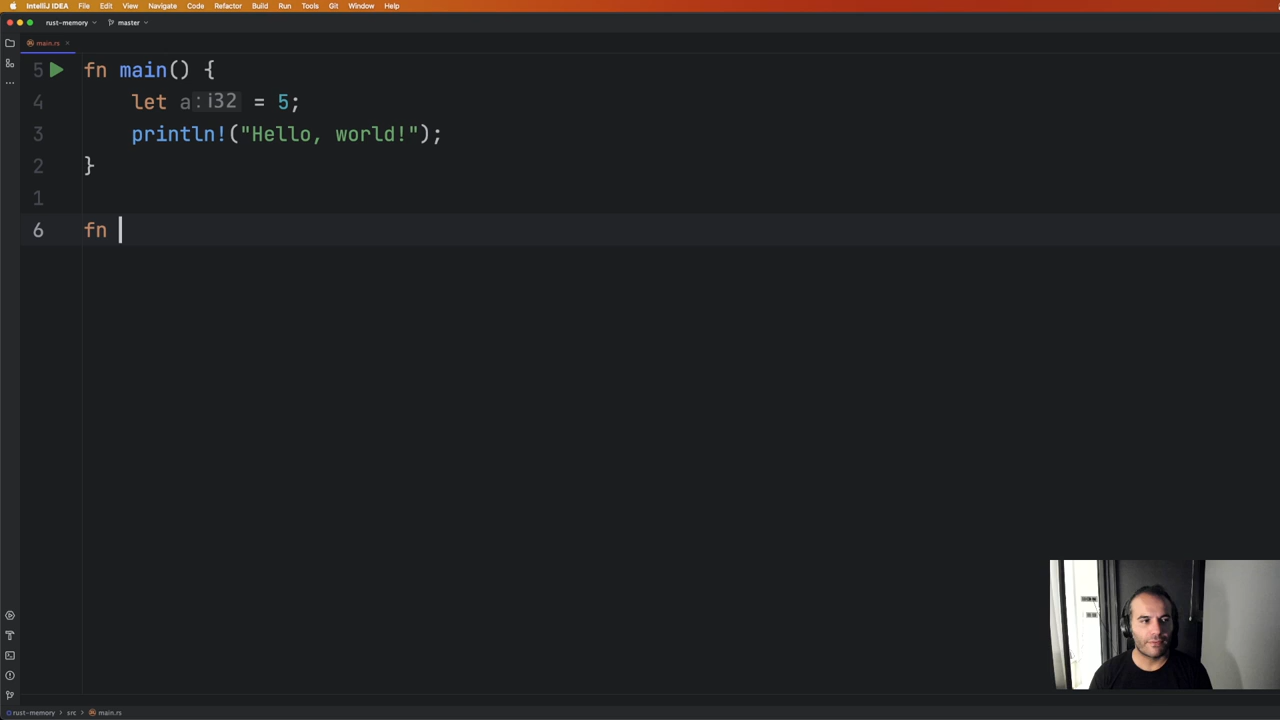 IntelliJ IDEA File Edit View Navigate Code Refactor Build Run Tools Git Window Help
rust-memory master
main.rs ×
5 fn main() {
4 let a: i32 = 5;
3 println!("Hello, world!");
2 }
1
6 fn
rust-memory > src > main.rs